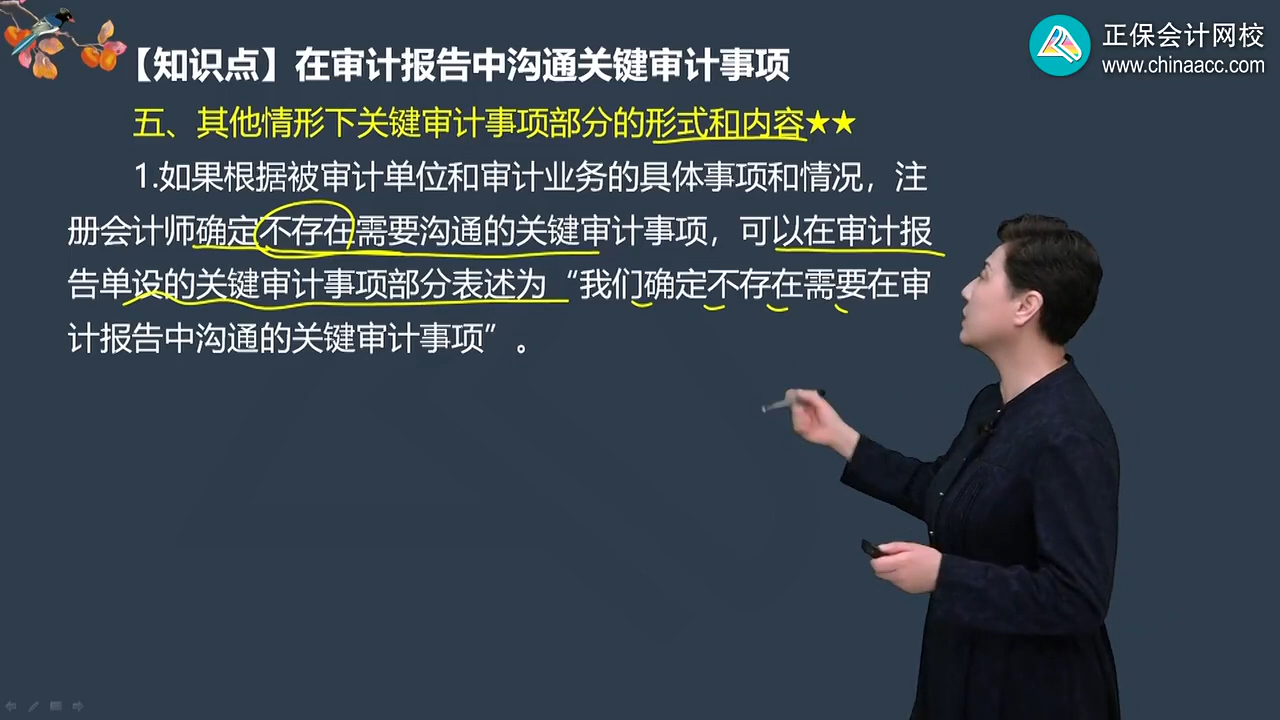 【知识点】在审计报告中沟通关键审计事项
正保会计网校
www.chinaacc.com
五、其他情形下关键审计事项部分的形式和内容★★
1.如果根据被审计单位和审计业务的具体事项和情况，注
册会计师确定不存在需要沟通的关键审计事项，可以在审计报
告单设的关键审计事项部分表述为“我们确定不存在需要在审
计报告中沟通的关键审计事项”。